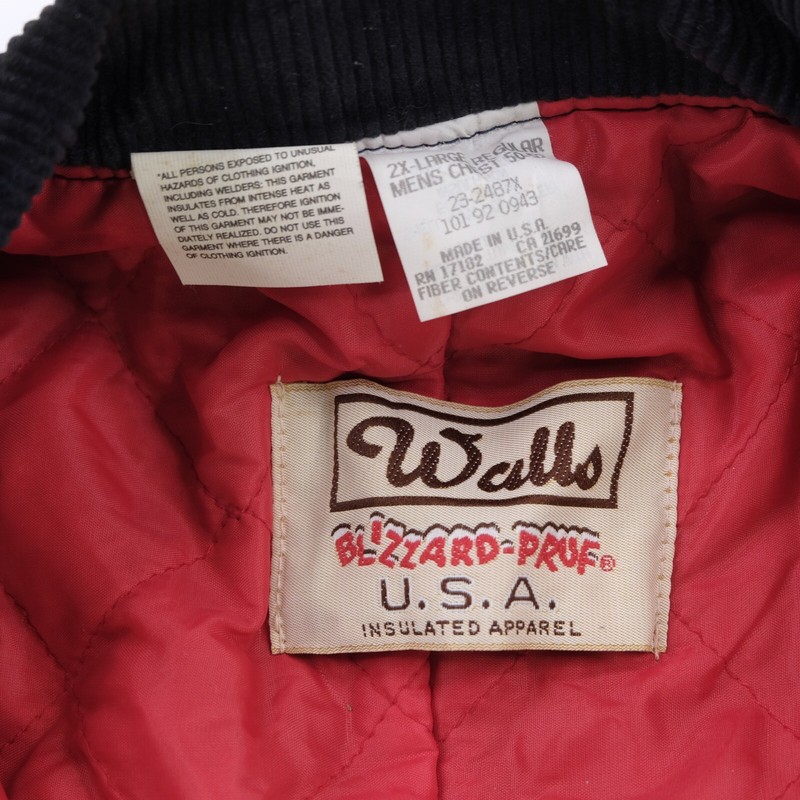 "ALL PERSONS EXPOSED TO UNUSUAL
HAZARDS OF CLOTHING IGNITION,
INCLUDING WELDERS: THIS GARMENT
INSULATES FROM INTENSE HEAT AS
WELL AS COLD. THEREFORE IGNITION
OF THIS GARMENT MAY NOT BE IMME-
DIATELY REALIZED. DO NOT USE THIS
GARMENT WHERE THERE IS A DANGER
OF CLOTHING IGNITION.
2X-LARGE REGULAR
MENS CHEST
23-2487X
101 92 0943
MADE IN U.S.A.
RN 17182 CA 21699
FIBER CONTENTS/CARE
ON REVERSE
Walls
BLIZZARD-PRUF®
U.S.A.
INSULATED APPAREL